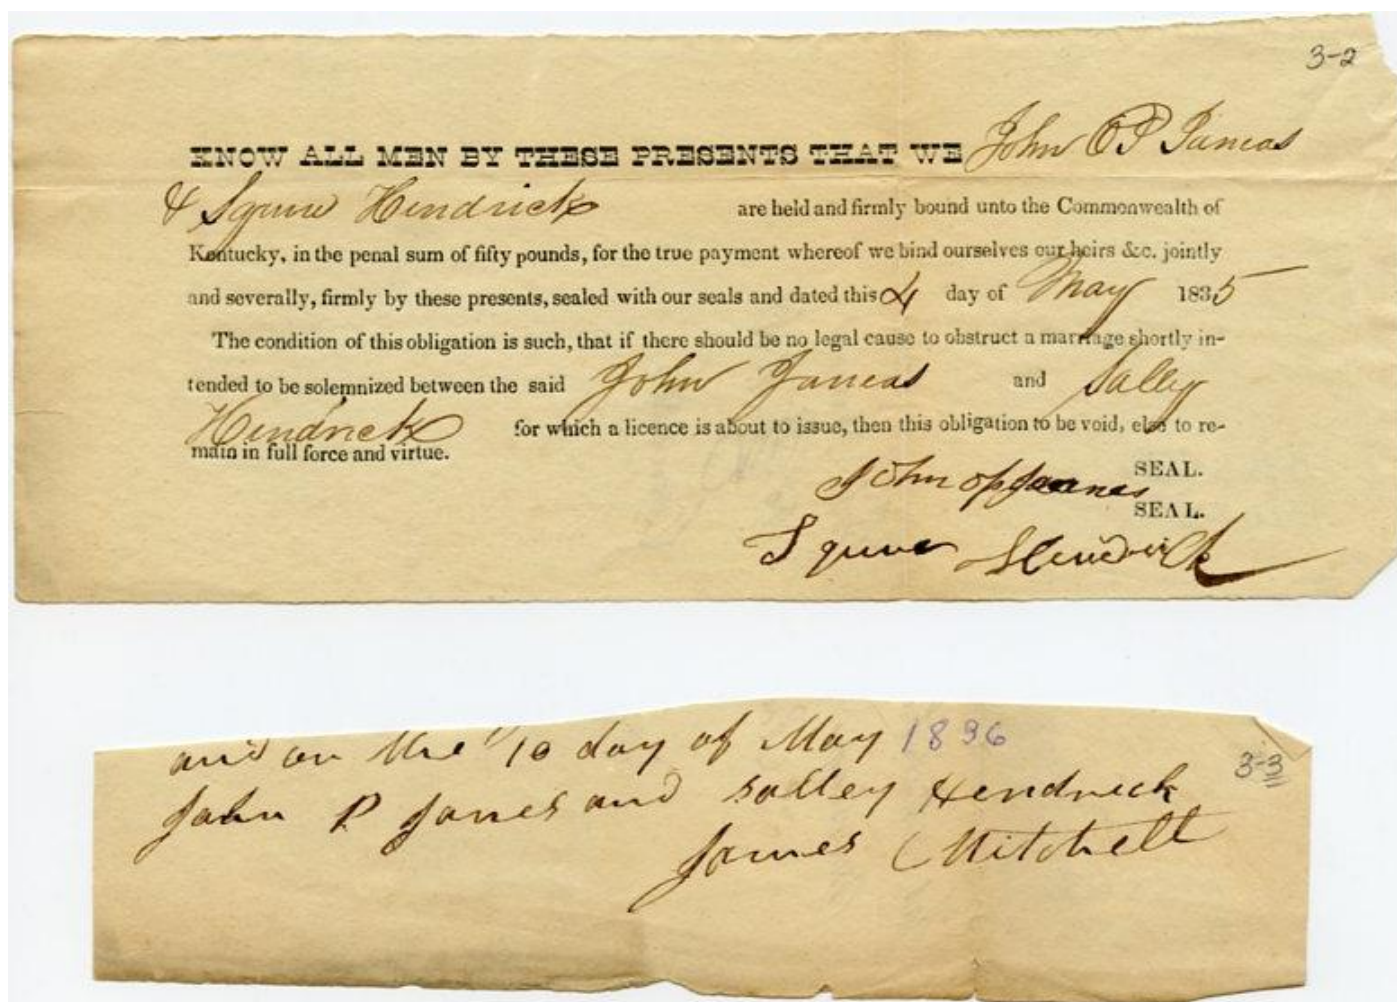 3-2
KNOW ALL MEN BY THESE PRESENTS THAT WE John OP Janeas
& Squire Hendrick are held and firmly bound unto the Commonwealth of
Kentucky, in the penal sum of fifty pounds, for the true payment whereof we bind ourselves our heirs &c. jointly
and severally, firmly by these presents, sealed with our seals and dated this 4 day of May 1835
The condition of this obligation is such, that if there should be no legal cause to obstruct a marriage shortly in-
tended to be solemnized between the said John Janeas and Sally
Hendrick for which a licence is about to issue, then this obligation to be void, else to re-
main in full force and virtue.
John op Jaanes SEAL.
SEAL.
Squire Hendrick
and on the 10 day of May 1836
3-3
John P Jones and Salley Hendrick
James Mitchell